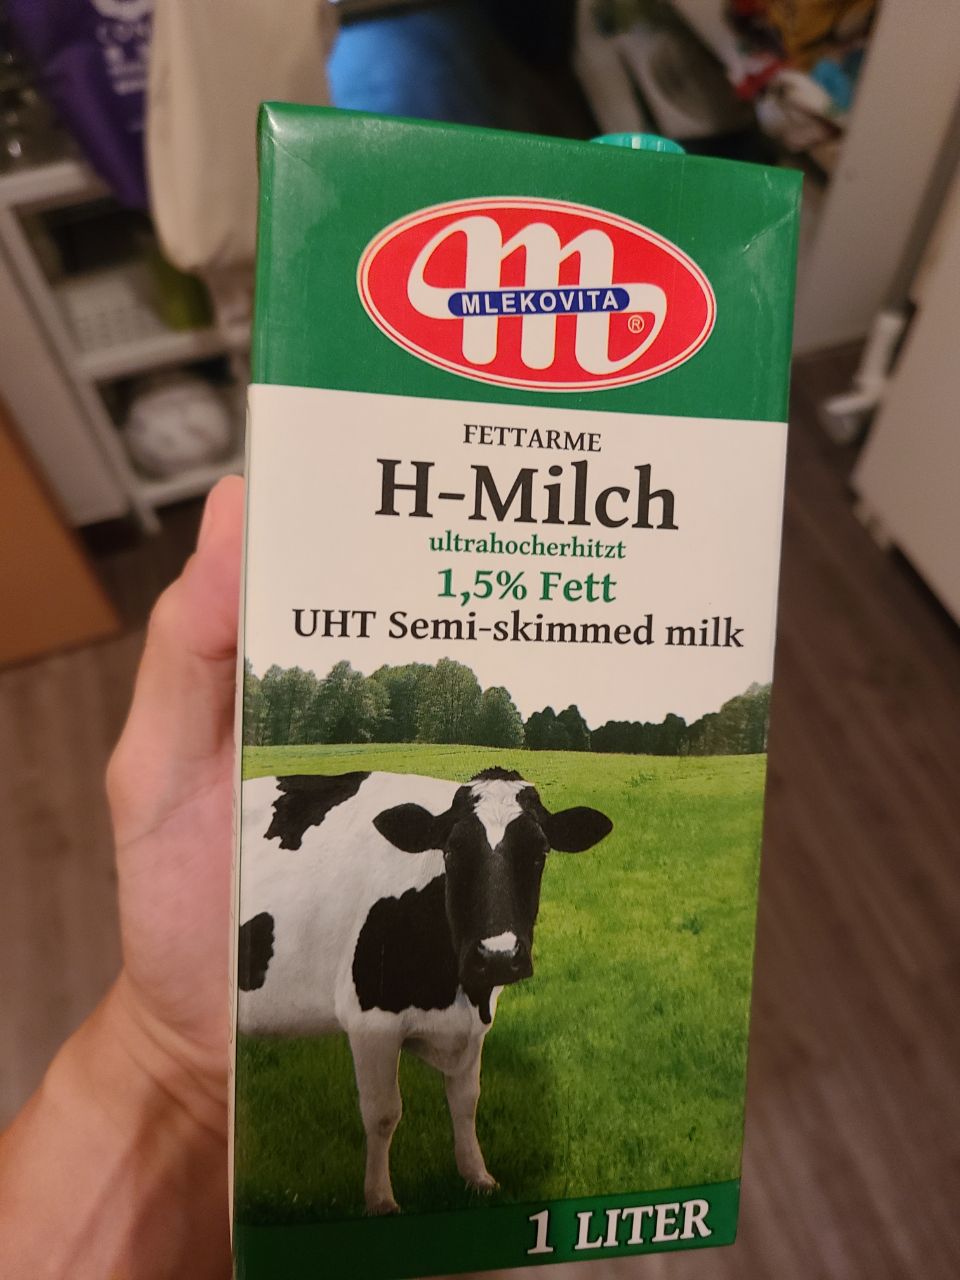 MLEKOVITA
®
FETTARME
H-Milch
ultrahocherhitzt
1,5% Fett
UHT Semi-skimmed milk
1 LITER